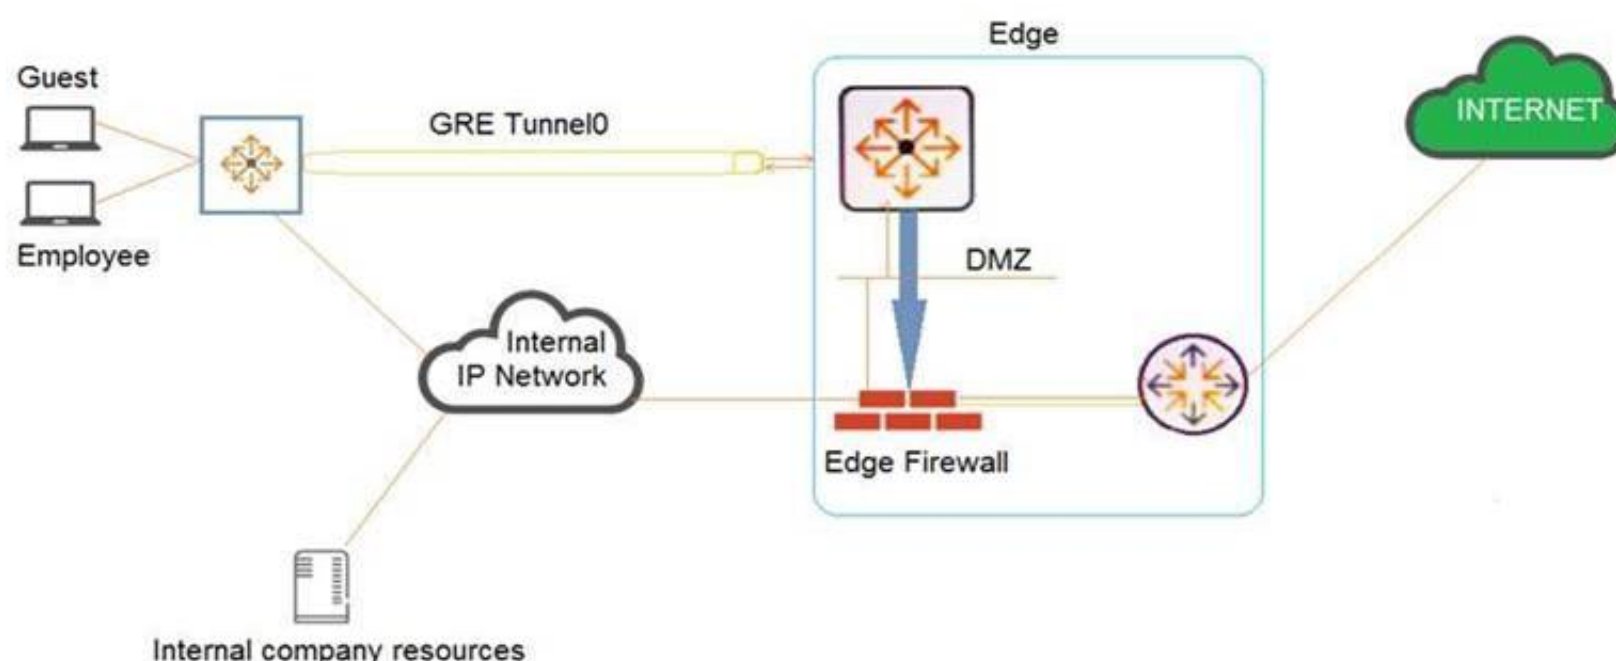 Edge
Guest
GRE Tunnel0
INTERNET
Employee
DMZ
Internal
IP Network
Edge Firewall
Internal company resources